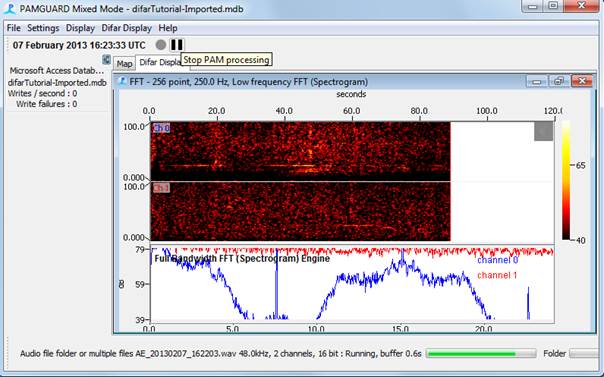 PAMGUARD Mixed Mode - difarTutorial-Imported.mdb
File Settings Display Difar Display Help
07 February 2013 16:23:33 UTC
Stop PAM processing
Microsoft Access Datab...
difarTutorial-Imported.mdb
Writes / second : 0
Write failures : 0
Map Difar Displa
FFT - 256 point, 250.0 Hz, Low frequency FFT (Spectrogram)
seconds
0.0 20.0 40.0 60.0 80.0 100.0 120.0
100.0
Ch 0
0.000
100.0
Ch 1
0.000
65
40
79
Full Bandwidth FFT (Spectrogram) Engine
channel 0
channel 1
dB
59
39
0.0 5.0 10.0 15.0 20.0
Audio file folder or multiple files AE_20130207_162203.wav 48.0kHz, 2 channels, 16 bit : Running, buffer 0.6s
Folder